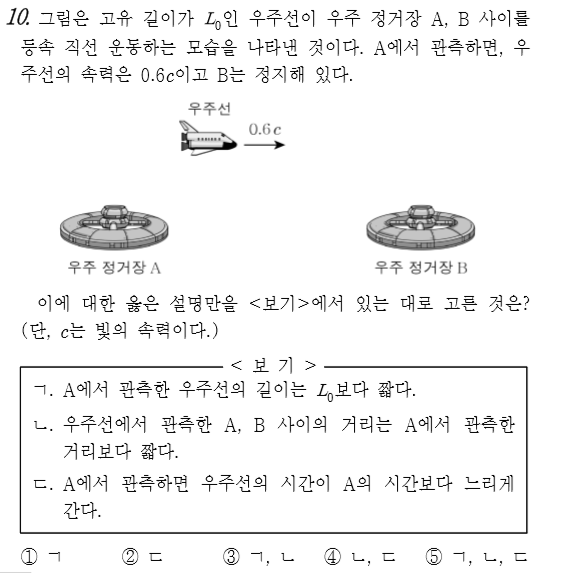 10. 그림은 고유 길이가 L₀인 우주선이 우주 정거장 A, B 사이를
등속 직선 운동하는 모습을 나타낸 것이다. A에서 관측하면, 우
주선의 속력은 0.6c이고 B는 정지해 있다.
우주선
0.6c
우주 정거장 A
우주 정거장 B
이에 대한 옳은 설명만을 <보기>에서 있는 대로 고른 것은?
(단, c는 빛의 속력이다.)
< 보 기 >
ㄱ. A에서 관측한 우주선의 길이는 L₀보다 짧다.
ㄴ. 우주선에서 관측한 A, B 사이의 거리는 A에서 관측한
거리보다 짧다.
ㄷ. A에서 관측하면 우주선의 시간이 A의 시간보다 느리게
간다.
① ㄱ ② ㄷ ③ ㄱ, ㄴ ④ ㄴ, ㄷ ⑤ ㄱ, ㄴ, ㄷ